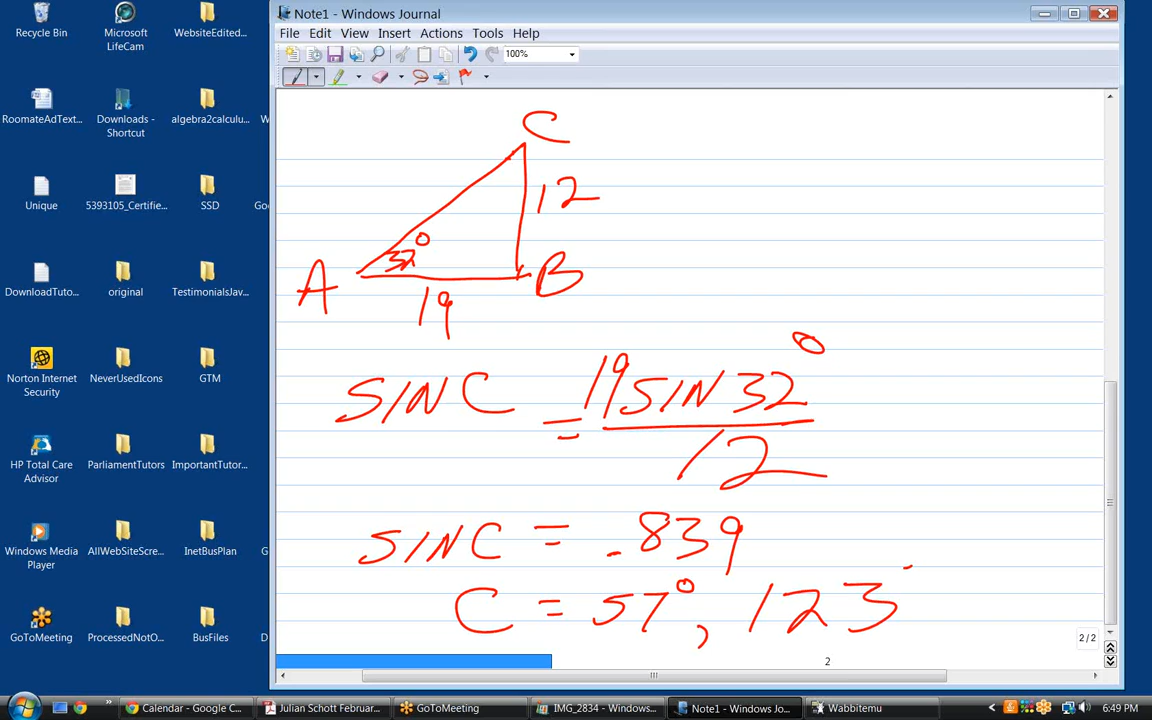 Note1 - Windows Journal
File Edit View Insert Actions Tools Help
100%
Recycle Bin
Microsoft LifeCam
WebsiteEdited...
RoomateAdText...
Downloads - Shortcut
algebra2calculu...
W
Unique
5393105_Certifie...
SSD
Go
DownloadTuto...
original
TestimonialsJav...
Norton Internet Security
NeverUsedIcons
GTM
HP Total Care Advisor
ParliamentTutors
ImportantTutor...
Windows Media Player
AllWebSiteScre...
InetBusPlan
G
GoToMeeting
ProcessedNotO...
BusFiles
C
12
32°
A
B
19
SIN C = 19 SIN 32°
12
SIN C = .839
C = 57°, 123
2/2
2
Calendar - Google C...
Julian Schott Februar...
GoToMeeting
IMG_2834 - Windows...
Note1 - Windows Jo...
Wabbitemu
6:49 PM